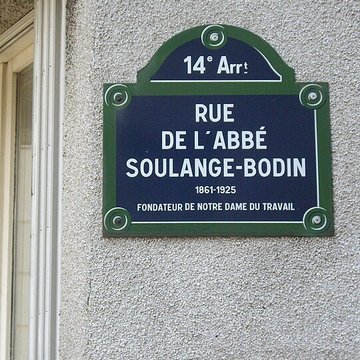 14e Arrt
RUE
DE L'ABBÉ
SOULANGE-BODIN
1861-1925
FONDATEUR DE NOTRE DAME DU TRAVAIL